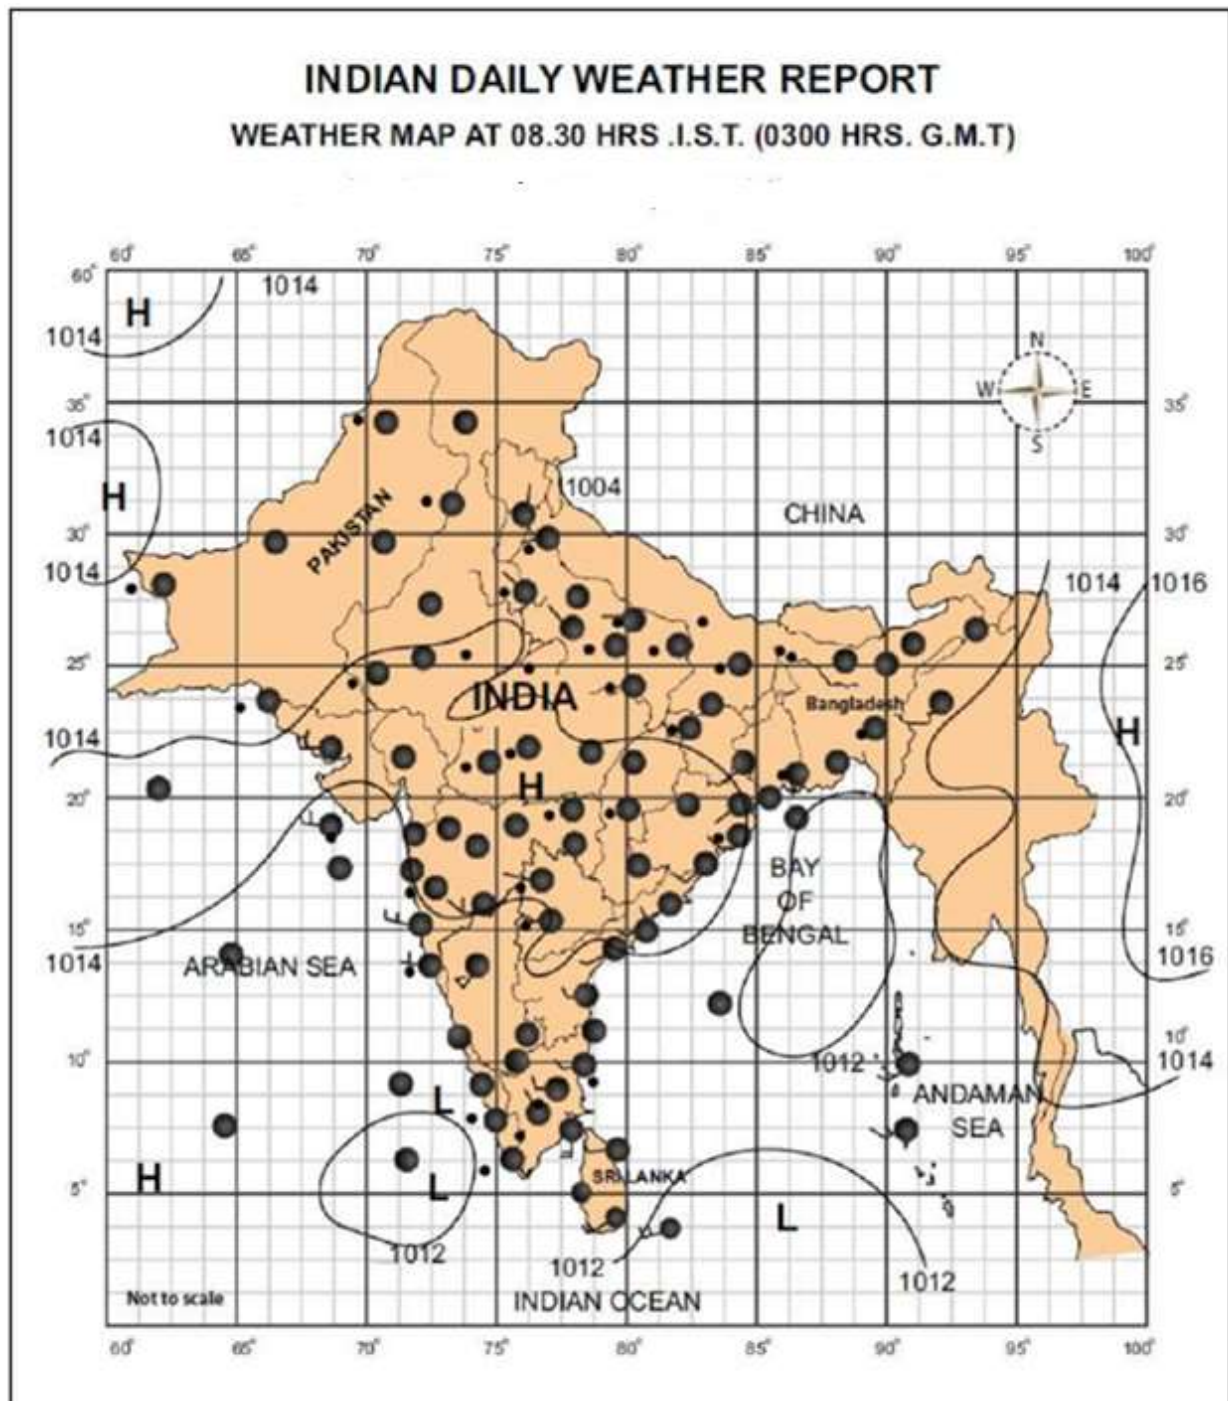 INDIAN DAILY WEATHER REPORT
WEATHER MAP AT 08.30 HRS .I.S.T. (0300 HRS. G.M.T)
60° 65° 70° 75° 80° 85° 90° 95° 100°
60°
1014
H
1014
N
W E
S
35° 35°
1014
H
1004
CHINA
PAKISTAN
30° 30°
1014
1014 1016
25° 25°
INDIA
Bangladesh
1014
H
H
20° 20°
BAY
OF
BENGAL
15° 15°
1014
ARABIAN SEA
1016
10° 10°
1012
1014
L
ANDAMAN
SEA
H
L
SRI LANKA
5° 5°
L
1012
1012
1012
Not to scale
INDIAN OCEAN
60° 65° 70° 75° 80° 85° 90° 95° 100°